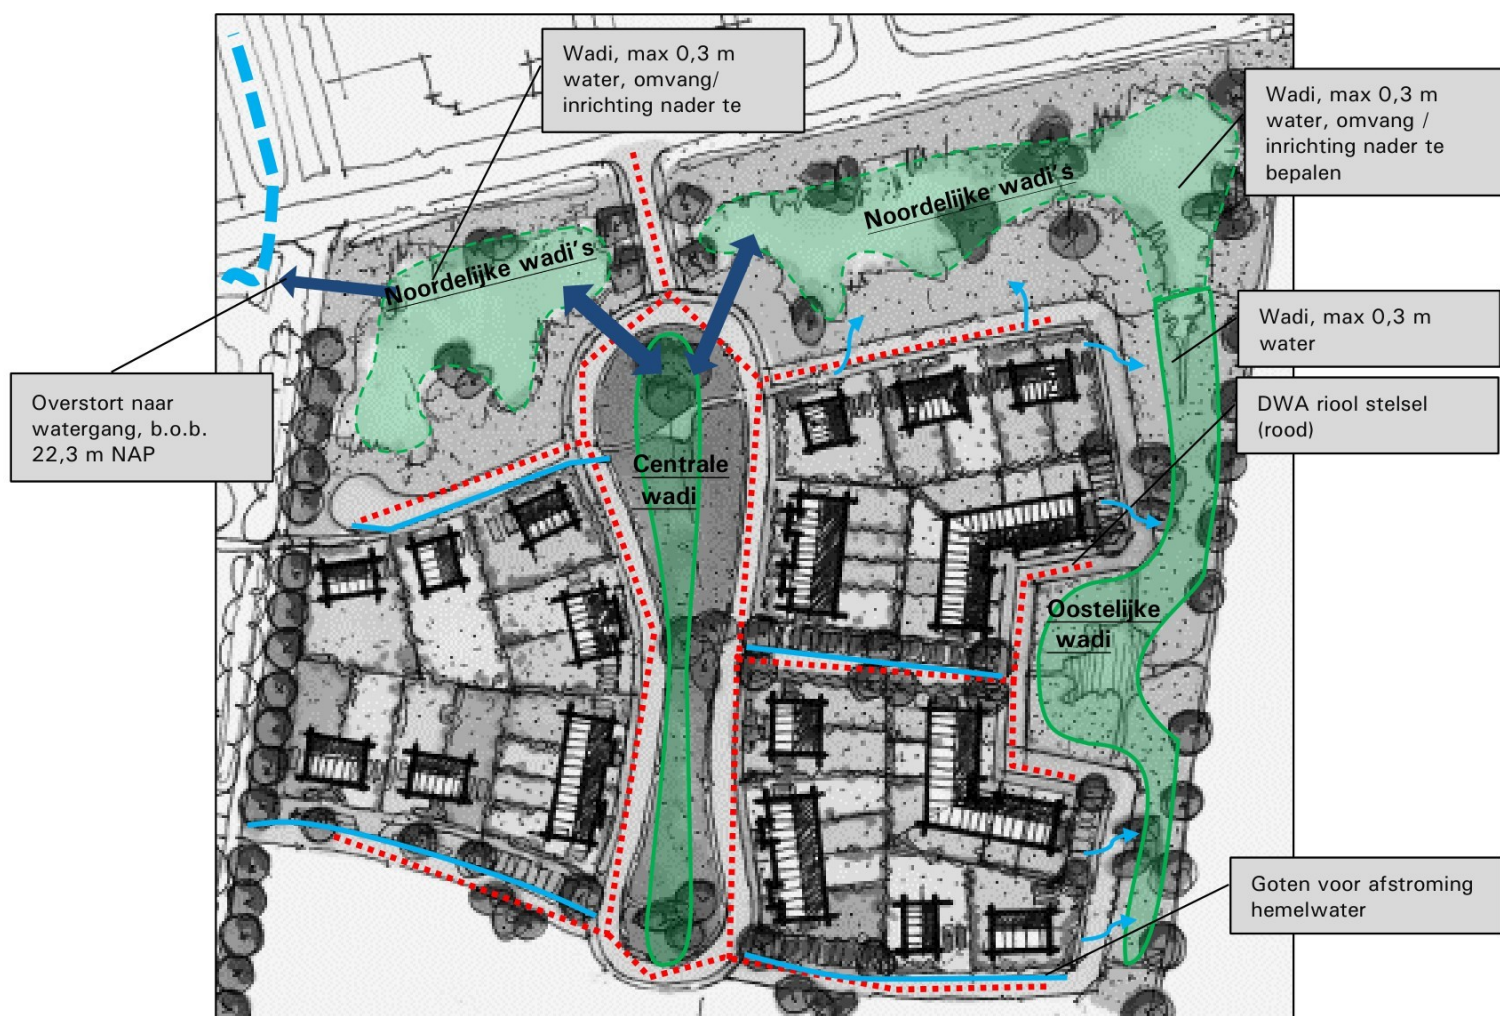 Wadi, max 0,3 m
water, omvang/
inrichting nader te
Wadi, max 0,3 m
water, omvang /
inrichting nader te
bepalen
Noordelijke wadi's
Noordelijke wadi's
Wadi, max 0,3 m
water
Overstort naar
watergang, b.o.b.
22,3 m NAP
DWA riool stelsel
(rood)
Centrale
wadi
Oostelijke
wadi
Goten voor afstroming
hemelwater